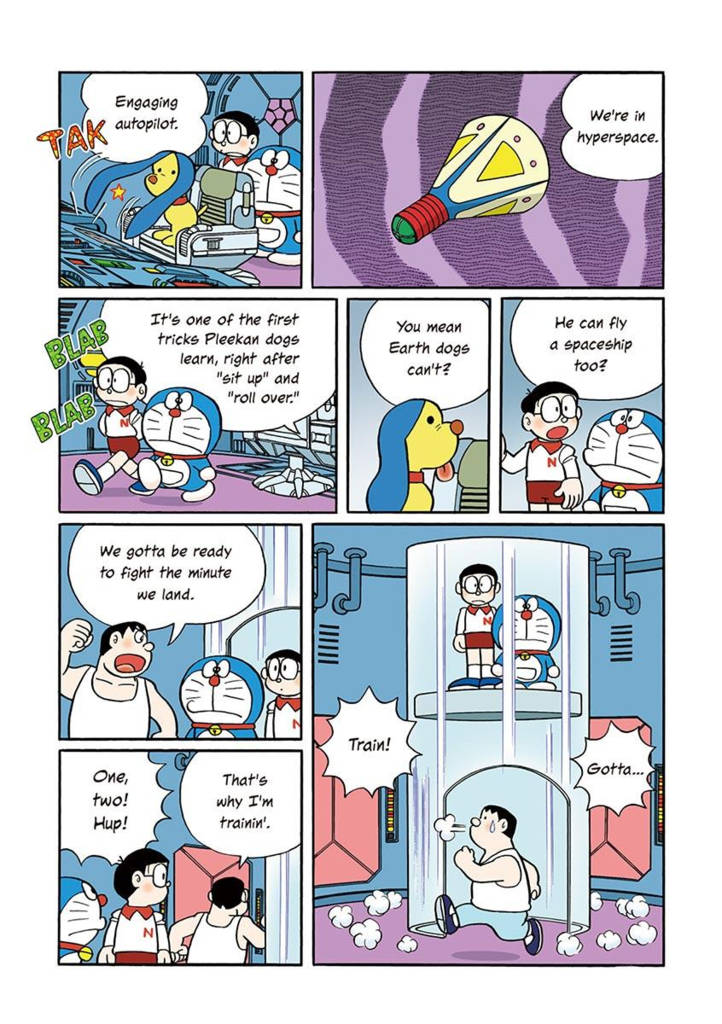 We're in
hyperspace.
Engaging
autopilot.
TAK
He can fly
a spaceship
too?
N
You mean
Earth dogs
can't?
It's one of the first
tricks Pleekan dogs
learn, right after
"sit up" and
"roll over."
BLAB
BLAB
N
N
Gotta...
Train!
We gotta be ready
to fight the minute
we land.
N
That's
why I'm
trainin'.
One,
two!
Hup!
N